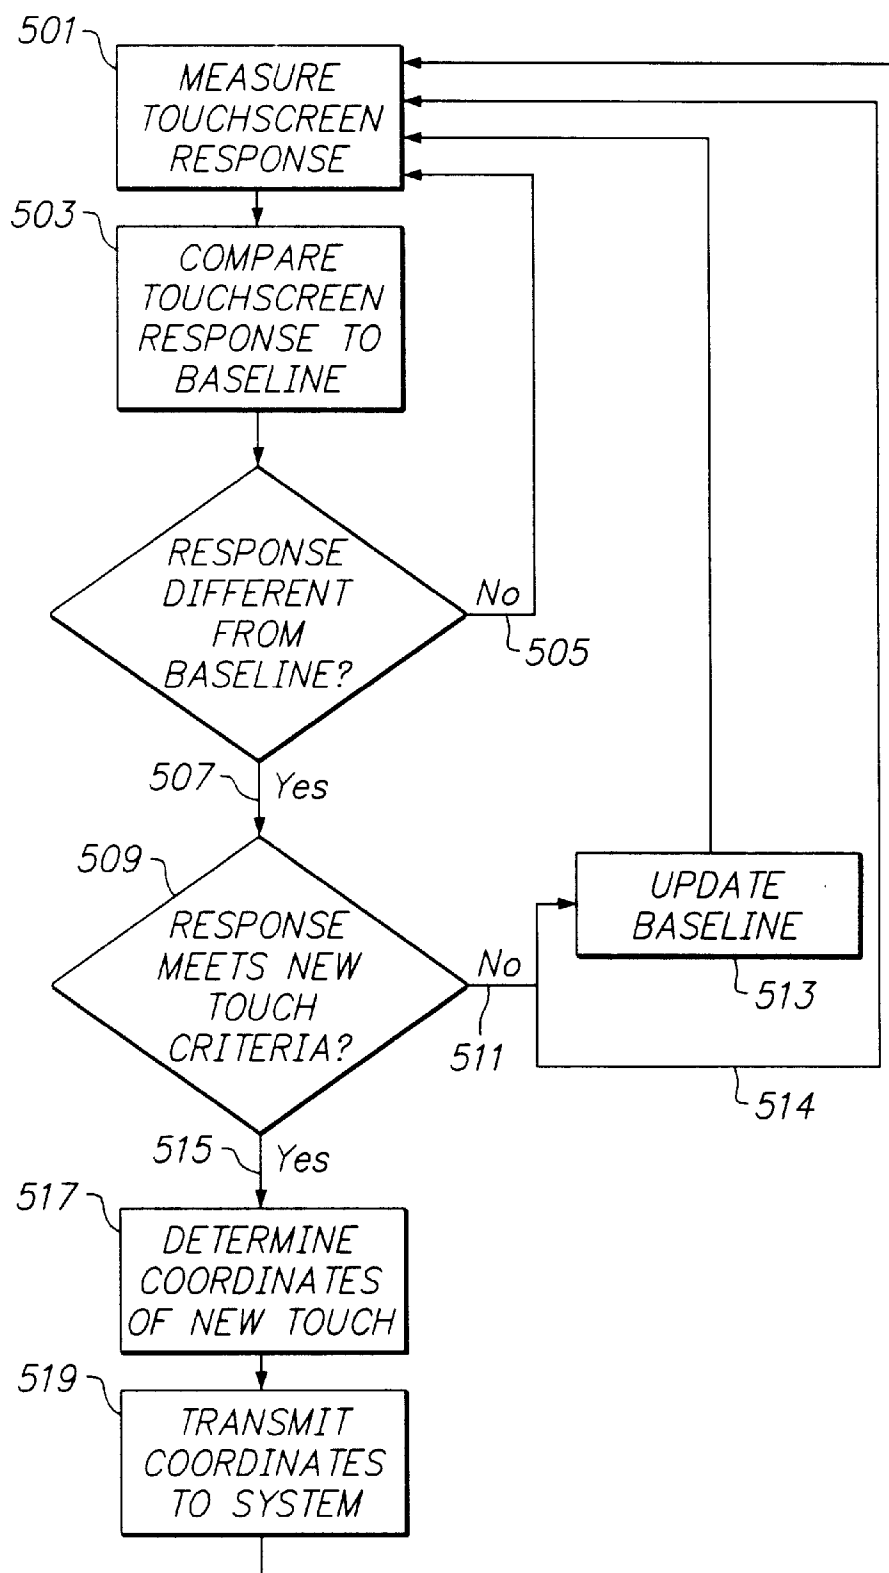 501
MEASURE
TOUCHSCREEN
RESPONSE
503
COMPARE
TOUCHSCREEN
RESPONSE TO
BASELINE
RESPONSE
DIFFERENT
FROM
BASELINE?
No
505
507
Yes
509
RESPONSE
MEETS NEW
TOUCH
CRITERIA?
No
511
UPDATE
BASELINE
513
514
515
Yes
517
DETERMINE
COORDINATES
OF NEW TOUCH
519
TRANSMIT
COORDINATES
TO SYSTEM